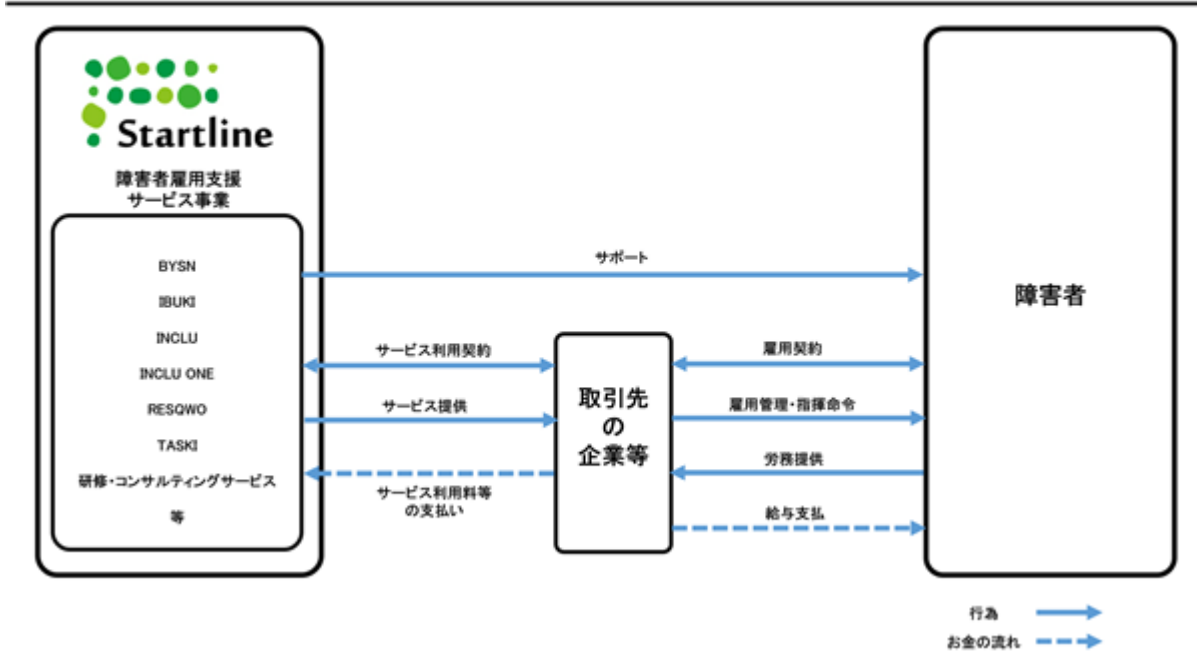 Startline
障害者雇用支援
サービス事業
BYSN
IBUKI
INCLU
INCLU ONE
RESQWO
TASKI
研修・コンサルティングサービス
等
サポート
サービス利用契約
サービス提供
サービス利用料等
の支払い
取引先
の
企業等
雇用契約
雇用管理・指揮命令
労務提供
給与支払
障害者
行為
お金の流れ